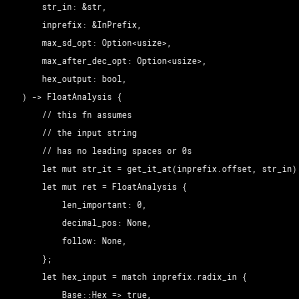 str_in: &str,
inprefix: &InPrefix,
max_sd_opt: Option<usize>,
max_after_dec_opt: Option<usize>,
hex_output: bool,
) -> FloatAnalysis {
// this fn assumes
// the input string
// has no leading spaces or 0s
let mut str_it = get_it_at(inprefix.offset, str_in)
let mut ret = FloatAnalysis {
len_important: 0,
decimal_pos: None,
follow: None,
};
let hex_input = match inprefix.radix_in {
Base::Hex => true,